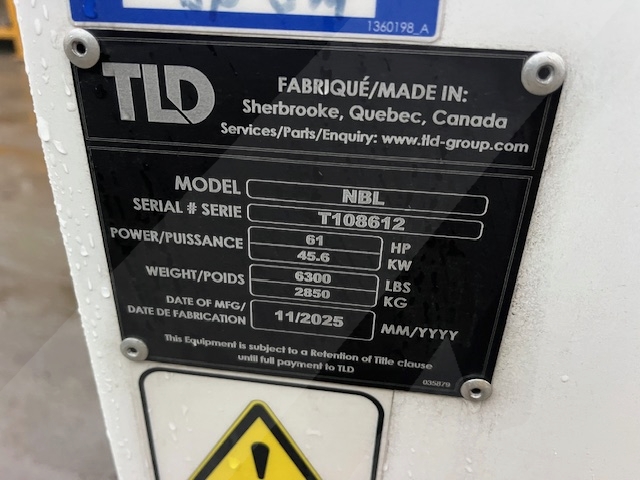 1360198_A
TLD
FABRIQUÉ/MADE IN:
Sherbrooke, Quebec, Canada
Services/Parts/Enquiry: www.tld-group.com
MODEL NBL
SERIAL # SERIE T108612
POWER/PUISSANCE 61 HP
45.6 KW
WEIGHT/POIDS 6300 LBS
2850 KG
DATE OF MFG/
DATE DE FABRICATION 11/2025 MM/YYYY
This Equipment is subject to a Retention of Title clause
until full payment to TLD
035879